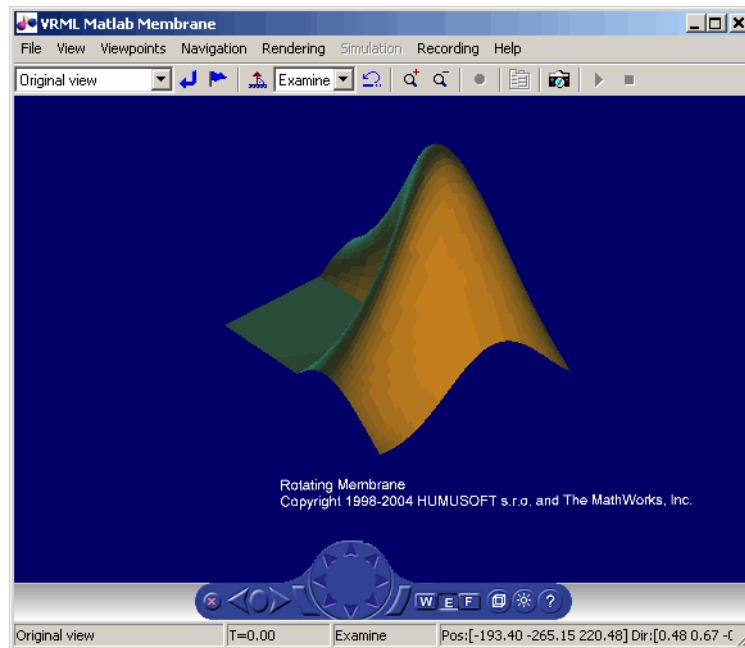 VRML Matlab Membrane
File View Viewpoints Navigation Rendering Simulation Recording Help
Original view Examine
Rotating Membrane
Copyright 1998-2004 HUMUSOFT s.r.o. and The MathWorks, Inc.
W E F ?
Original view T=0.00 Examine Pos:[-193.40 -265.15 220.48] Dir:[0.48 0.67 -0